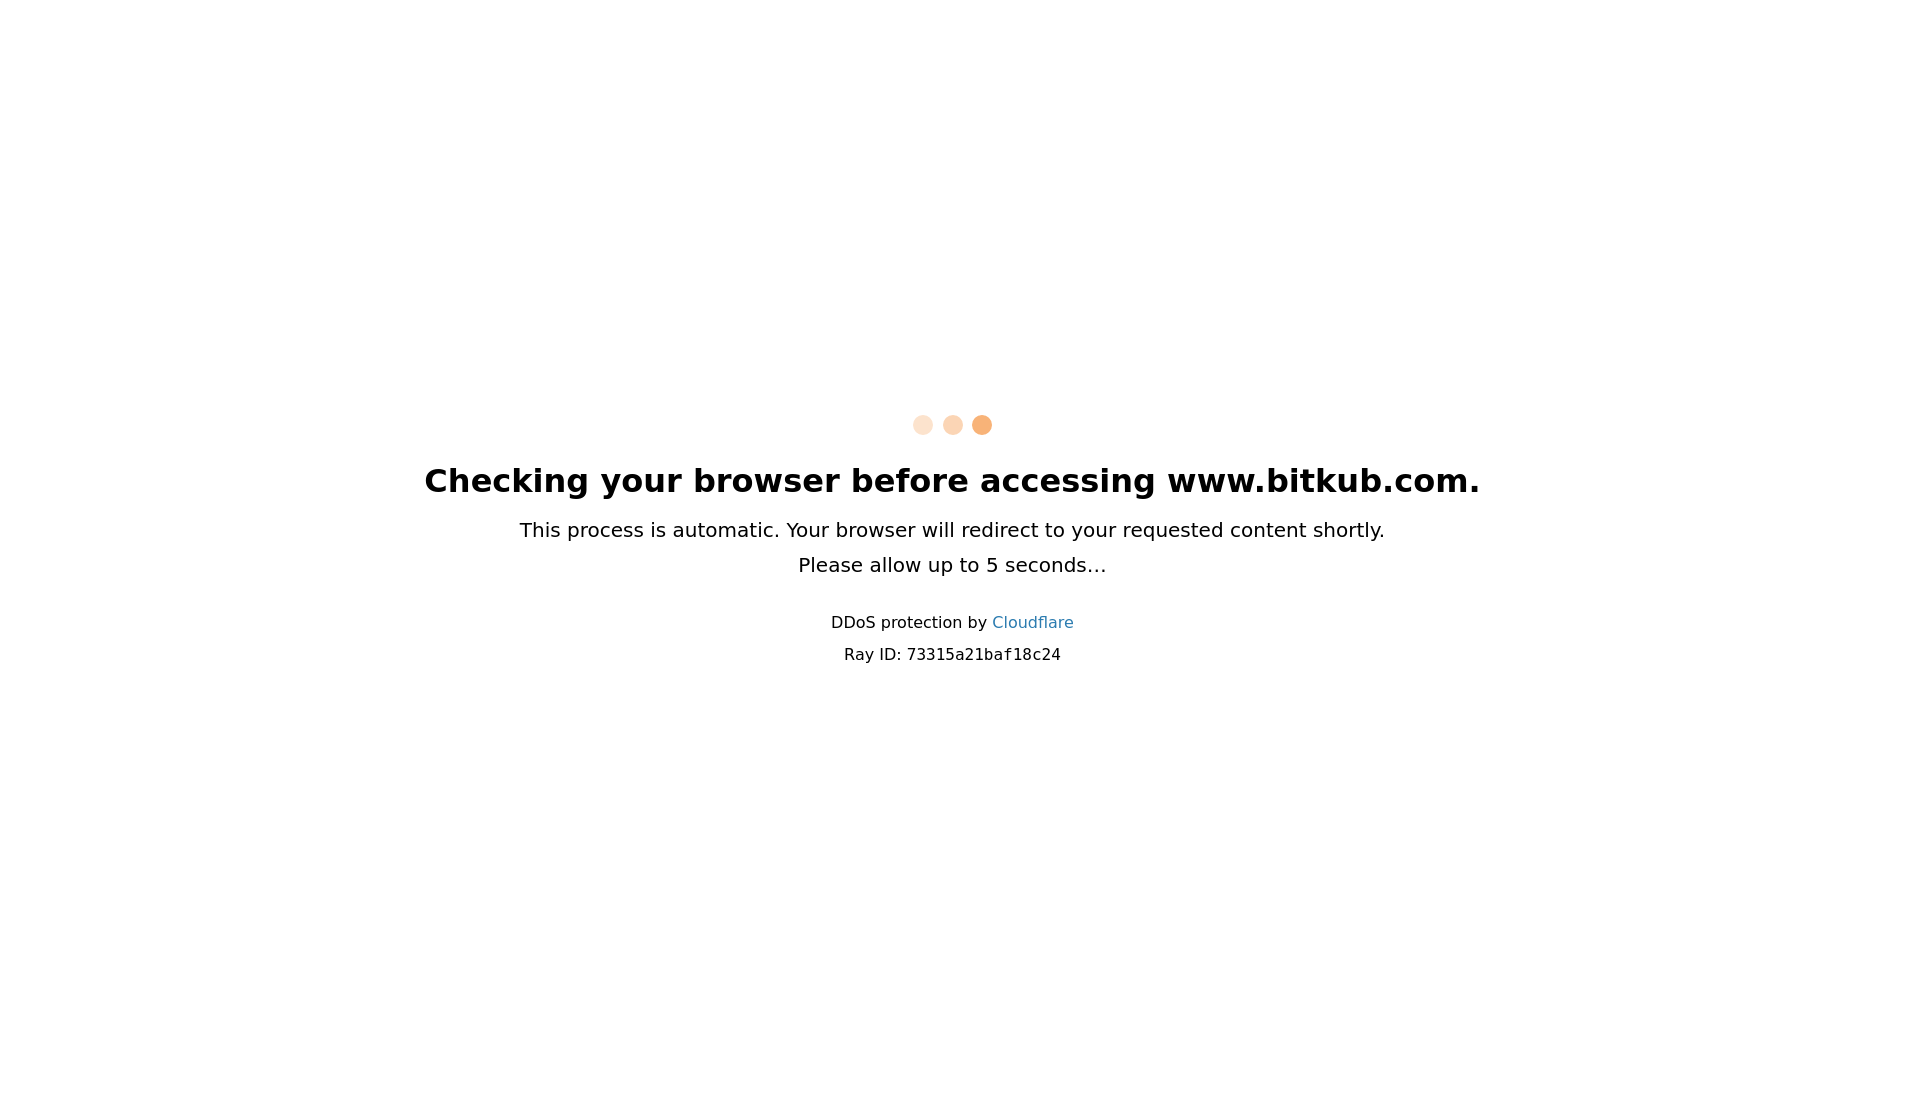 Checking your browser before accessing www.bitkub.com.
This process is automatic. Your browser will redirect to your requested content shortly.
Please allow up to 5 seconds…
DDoS protection by Cloudflare
Ray ID: 73315a21baf18c24